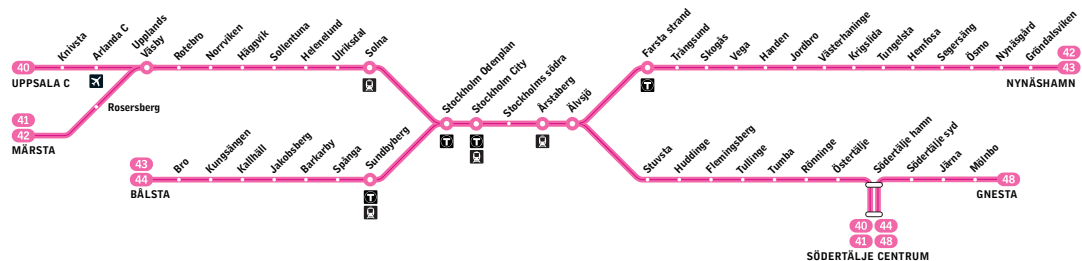 40
UPPSALA C
Knivsta
Arlanda C
Upplands
Väsby
Rotebro
Norrviken
Häggvik
Sollentuna
Helenelund
Ulriksdal
Solna
Rosersberg
41
42
MÄRSTA
43
44
BÅLSTA
Bro
Kungsängen
Kallhäll
Jakobsberg
Barkarby
Spånga
Sundbyberg
Stockholm Odenplan
Stockholm City
Stockholms södra
Årstaberg
Älvsjö
T
T
T
Farsta strand
T
Trångsund
Skogås
Vega
Handen
Jordbro
Västerhaninge
Krigslida
Tungelsta
Hemfosa
Segersäng
Ösmo
Nynäsgård
Gröndalsviken
42
43
NYNÄSHAMN
Stuvsta
Huddinge
Flemingsberg
Tullinge
Tumba
Rönninge
Östertälje
Södertälje hamn
Södertälje syd
Järna
Mölnbo
48
GNESTA
40 44
41 48
SÖDERTÄLJE CENTRUM